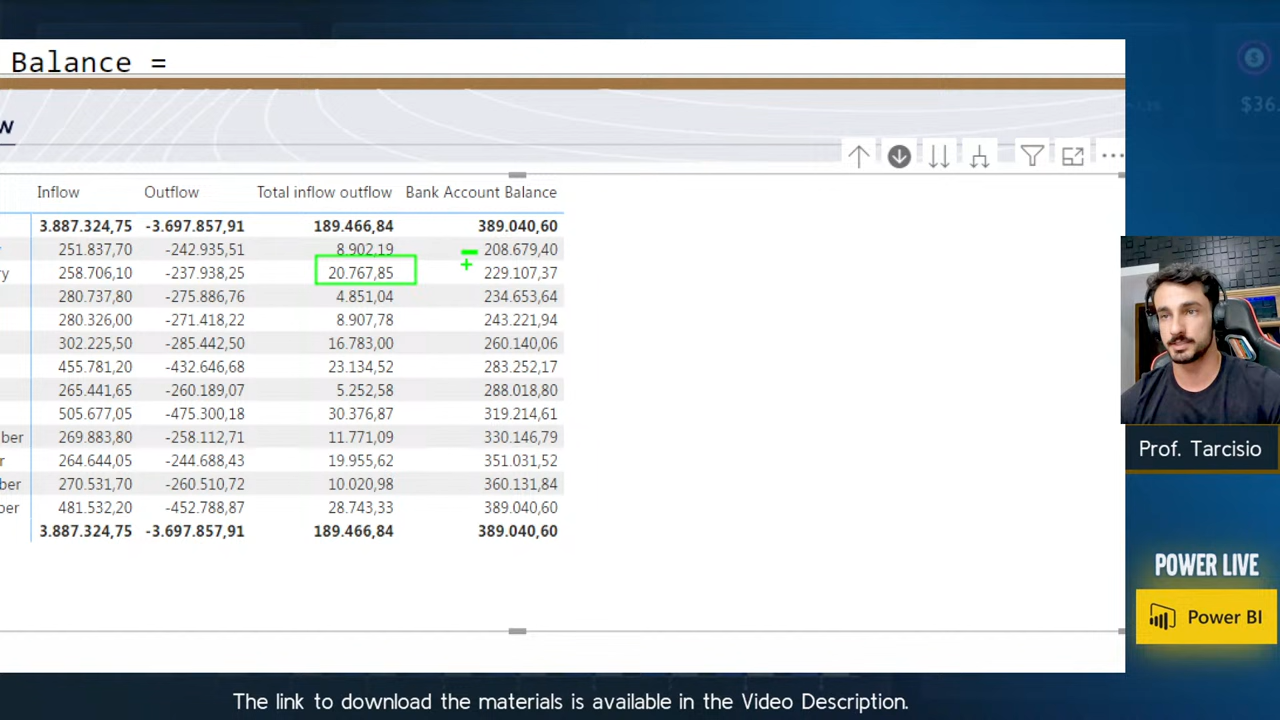 Balance =
w
$36.
Inflow Outflow Total inflow outflow Bank Account Balance
3.887.324,75 -3.697.857,91 189.466,84 389.040,60
251.837,70 -242.935,51 8.902,19 208.679,40
ry 258.706,10 -237.938,25 20.767,85 229.107,37
280.737,80 -275.886,76 4.851,04 234.653,64
280.326,00 -271.418,22 8.907,78 243.221,94
302.225,50 -285.442,50 16.783,00 260.140,06
455.781,20 -432.646,68 23.134,52 283.252,17
265.441,65 -260.189,07 5.252,58 288.018,80
505.677,05 -475.300,18 30.376,87 319.214,61
ber 269.883,80 -258.112,71 11.771,09 330.146,79
r 264.644,05 -244.688,43 19.955,62 351.031,52
ber 270.531,70 -260.510,72 10.020,98 360.131,84
ber 481.532,20 -452.788,87 28.743,33 389.040,60
3.887.324,75 -3.697.857,91 189.466,84 389.040,60
Prof. Tarcisio
POWER LIVE
Power BI
The link to download the materials is available in the Video Description.